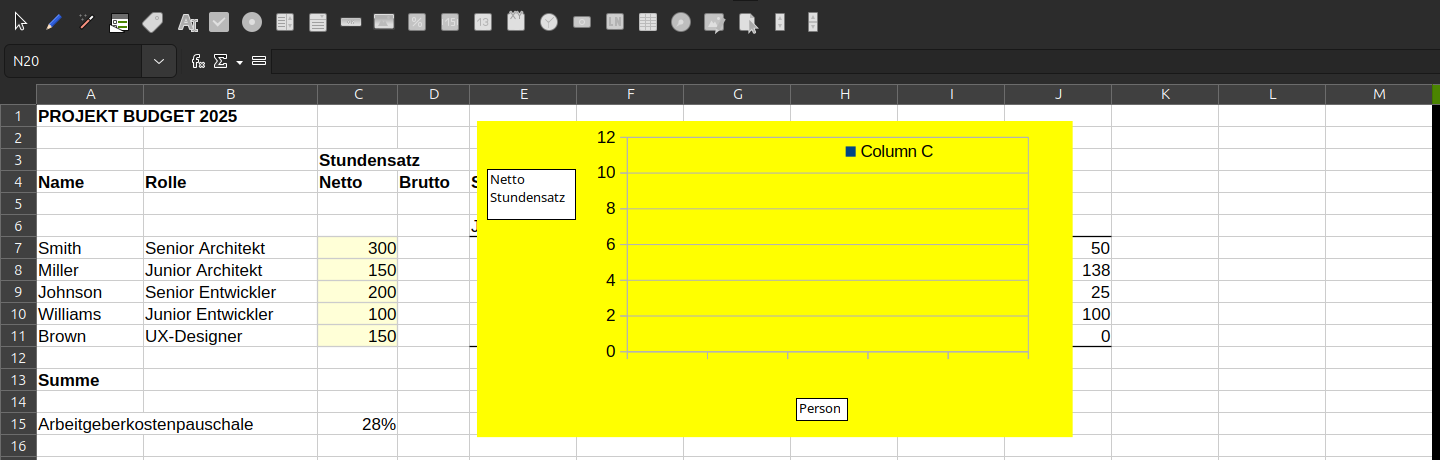 N20
A B C D E F G H I J K L M
1 PROJEKT BUDGET 2025
2
3 Stundensatz
4 Name Rolle Netto Brutto
5
6
7 Smith Senior Architekt 300 50
8 Miller Junior Architekt 150 138
9 Johnson Senior Entwickler 200 25
10 Williams Junior Entwickler 100 100
11 Brown UX-Designer 150 0
12
13 Summe
14
15 Arbeitgeberkostenpauschale 28%
16
12
10
8
6
4
2
0
Column C
Netto
Stundensatz
Person